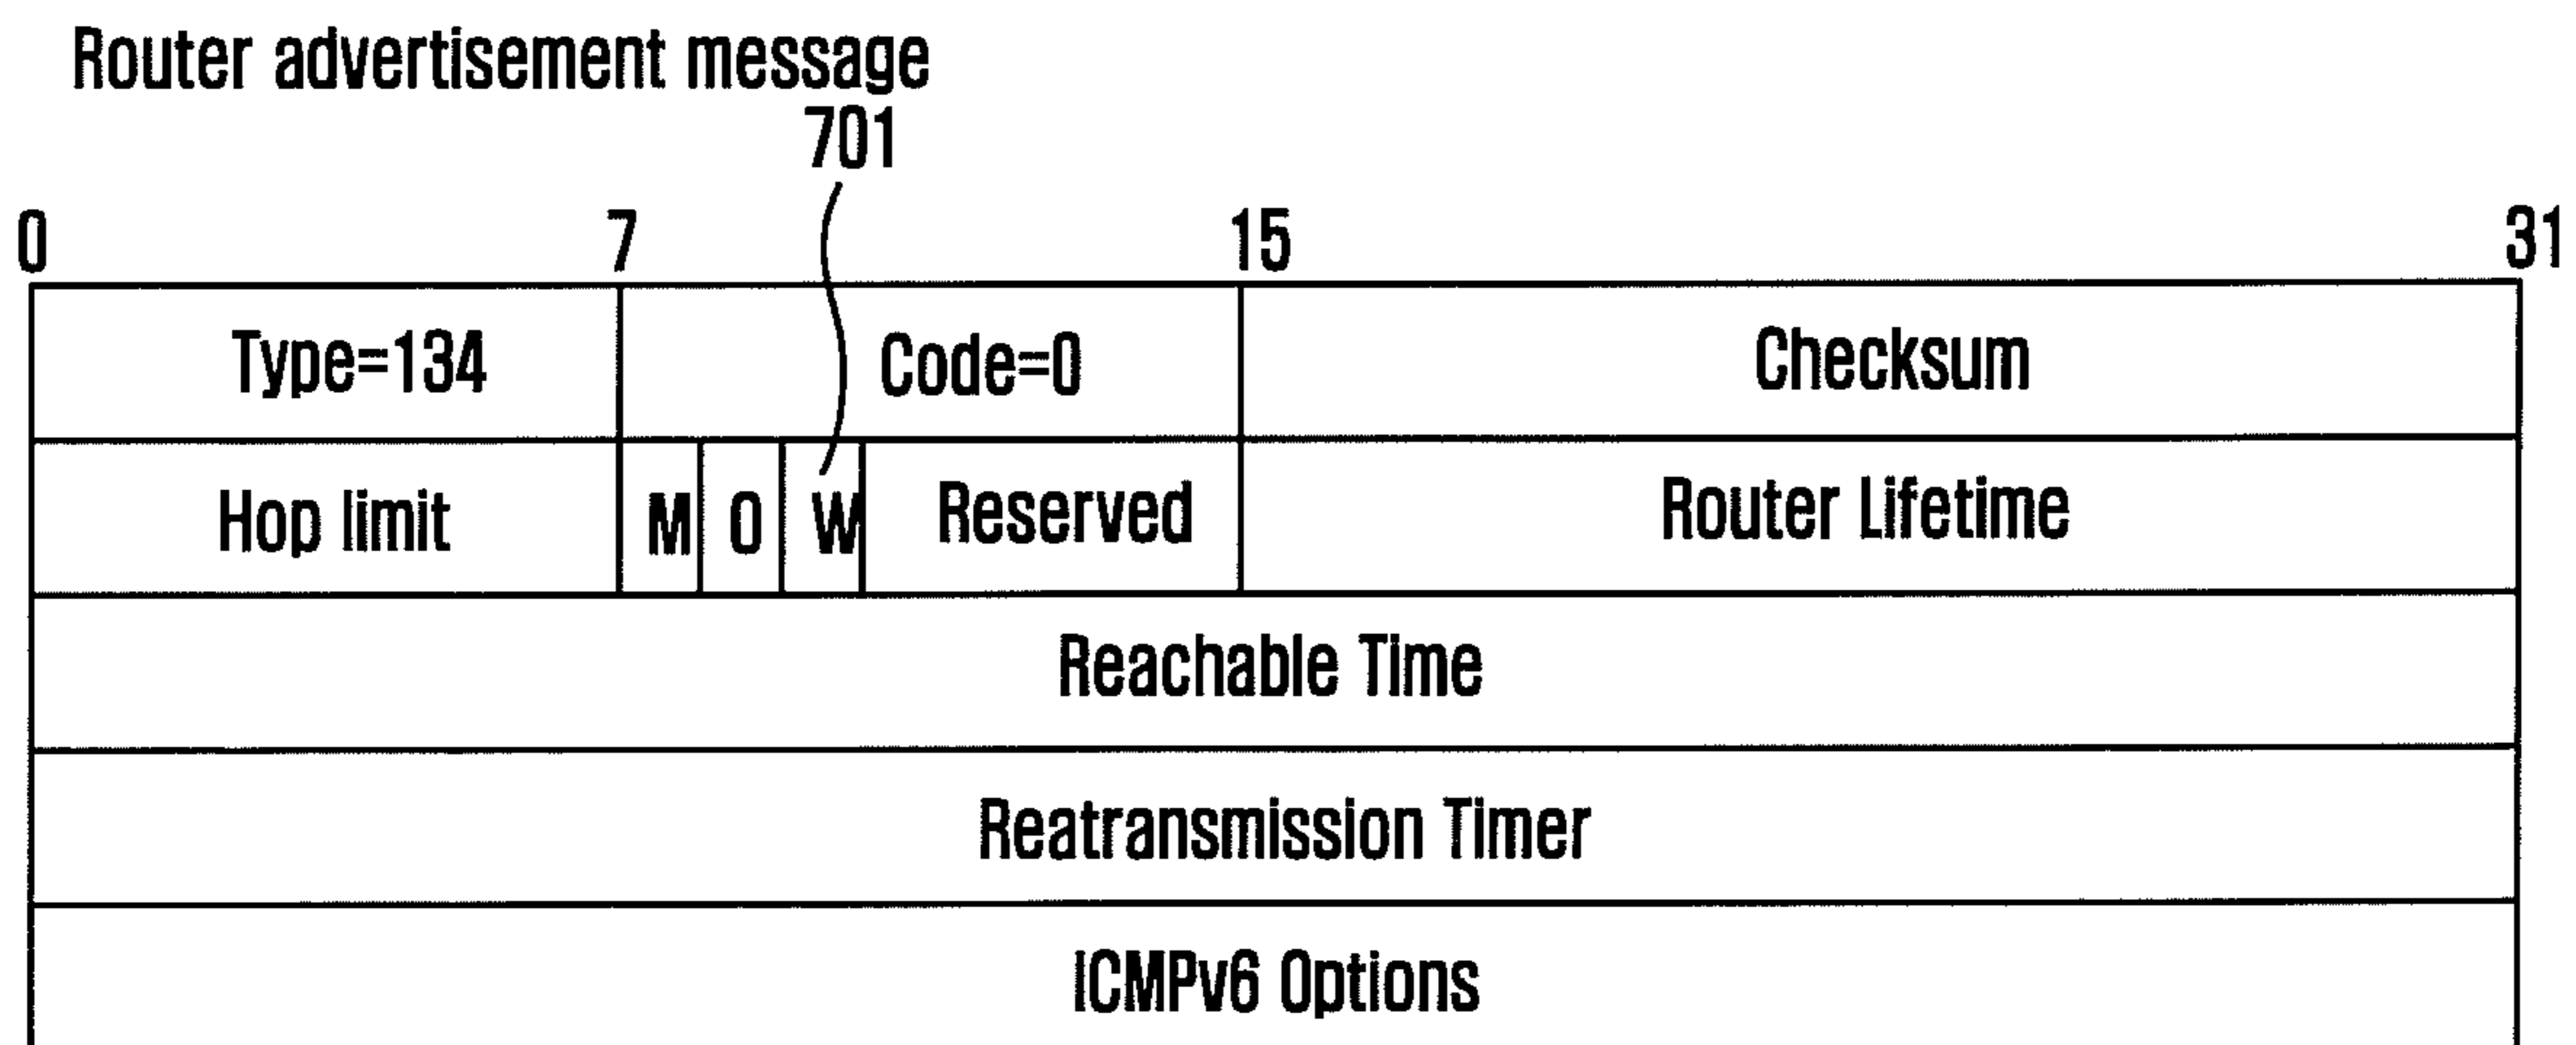 Router advertisement message
701
0 7 15 31
Type=134 Code=0 Checksum
Hop limit M O W Reserved Router Lifetime
Reachable Time
Reatransmission Timer
ICMPv6 Options